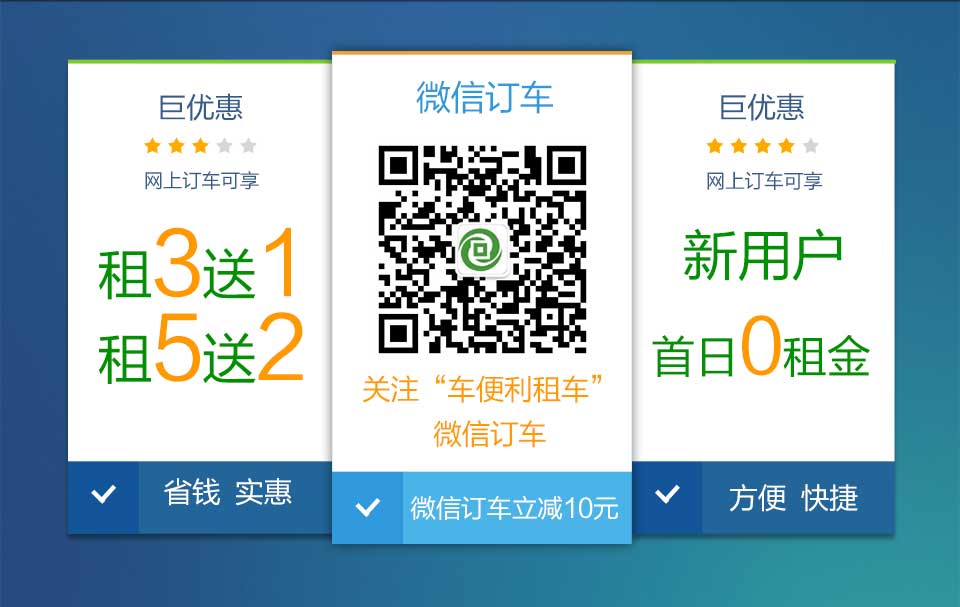 巨优惠
网上订车可享
租3送1
租5送2
省钱 实惠
微信订车
关注“车便利租车”
微信订车
微信订车立减10元
巨优惠
网上订车可享
新用户
首日0租金
方便 快捷